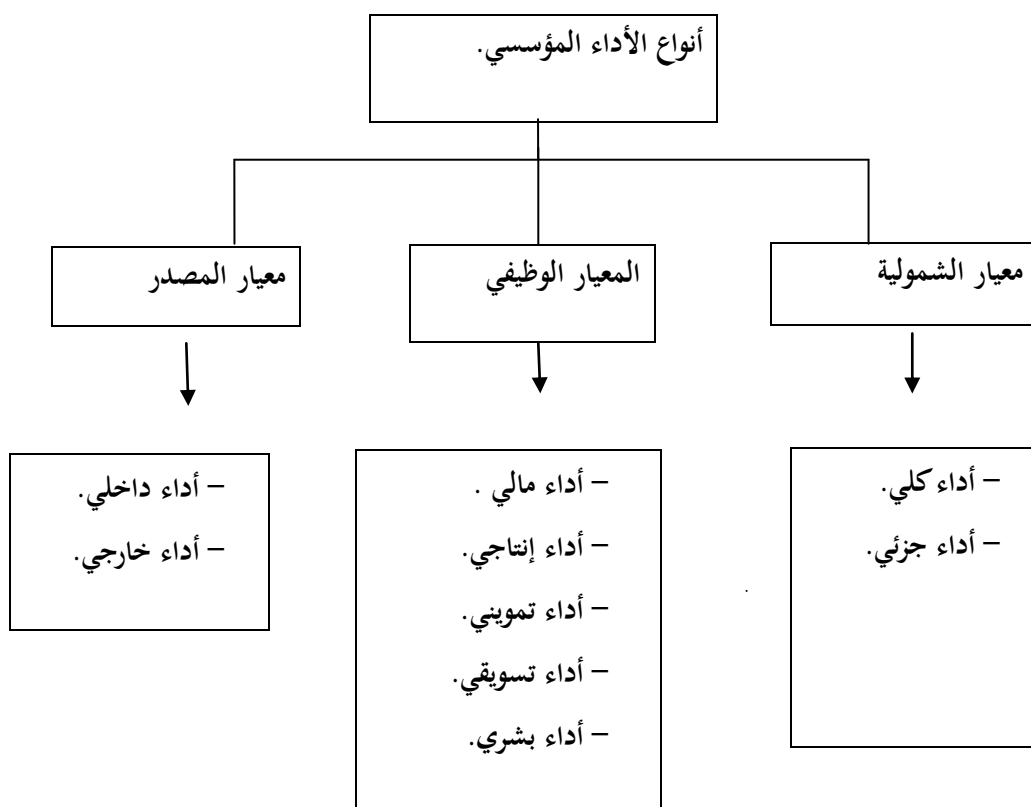 أنواع الأداء المؤسسي.
معيار الشمولية
المعيار الوظيفي
معيار المصدر
– أداء كلي.
– أداء جزئي.
– أداء مالي .
– أداء إنتاجي.
– أداء تمويني.
– أداء تسويقي.
– أداء بشري.
– أداء داخلي.
– أداء خارجي.